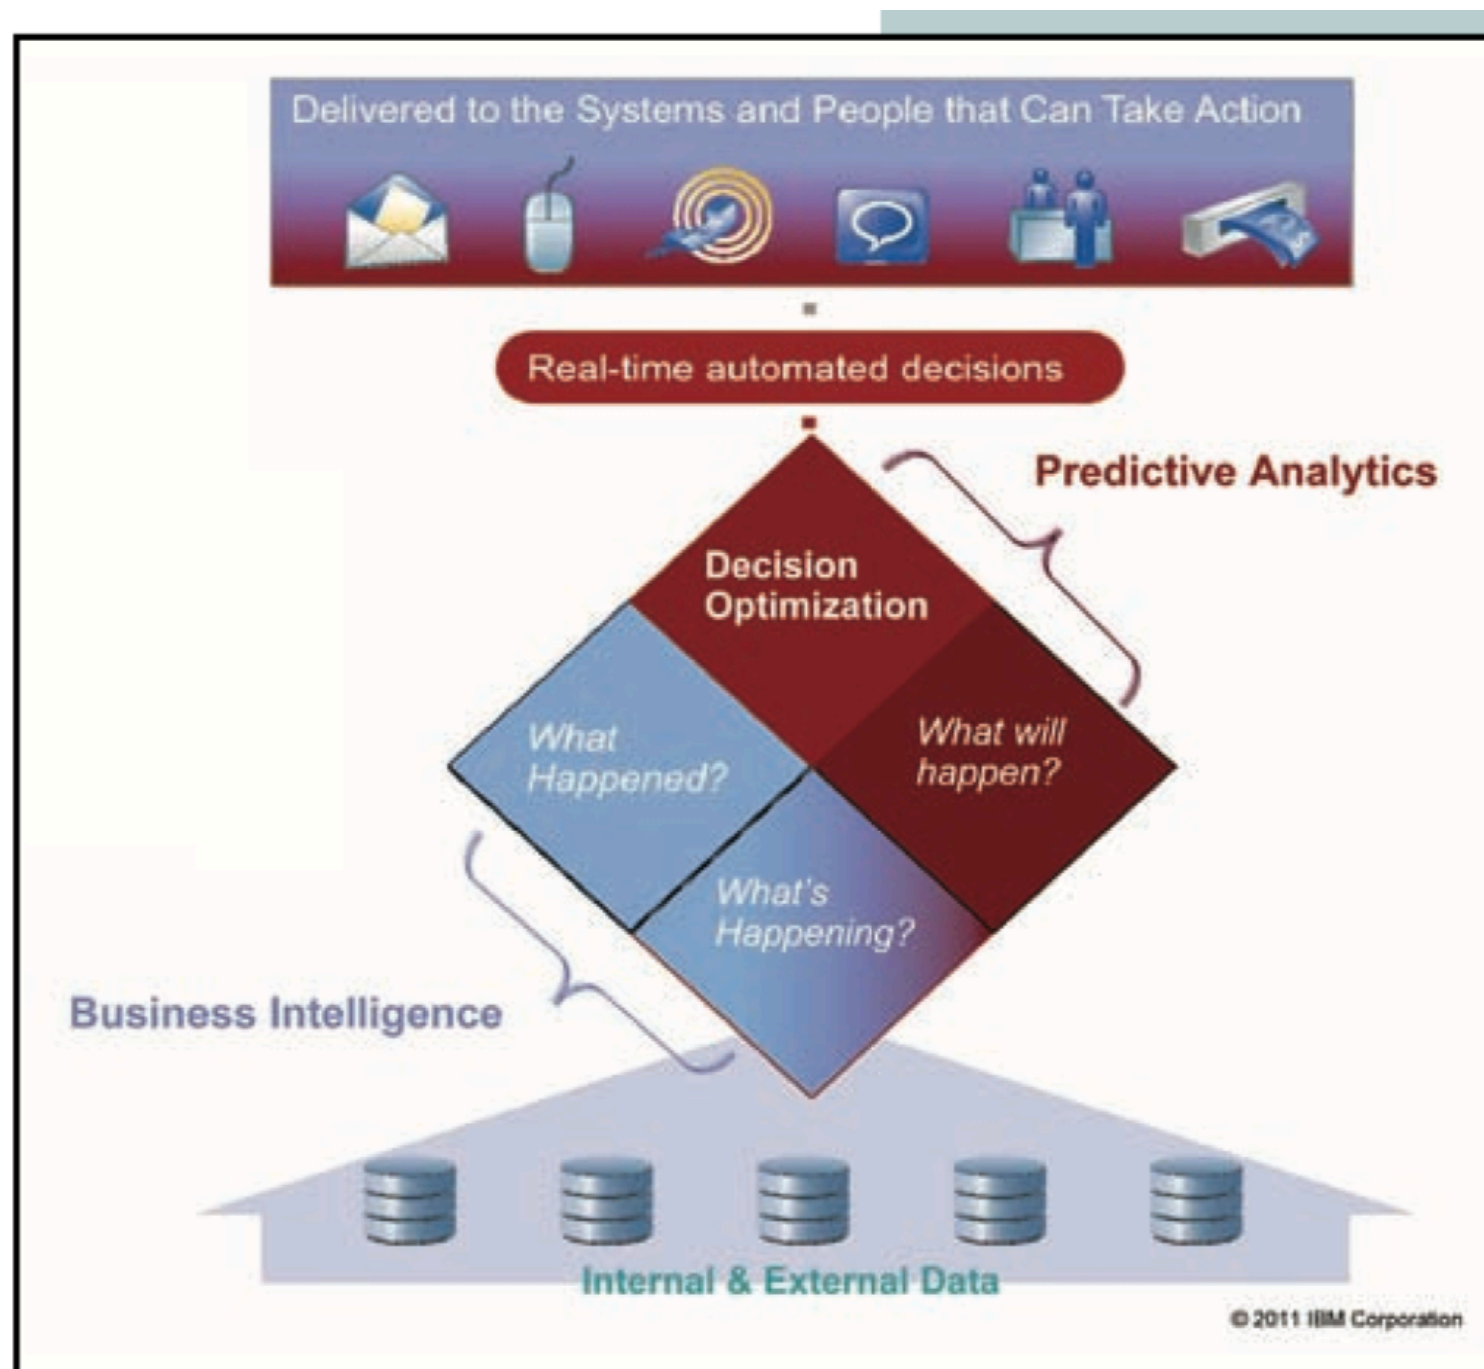 Delivered to the Systems and People that Can Take Action
Real-time automated decisions
Predictive Analytics
Decision
Optimization
What
Happened?
What will
happen?
What's
Happening?
Business Intelligence
Internal & External Data
© 2011 IBM Corporation